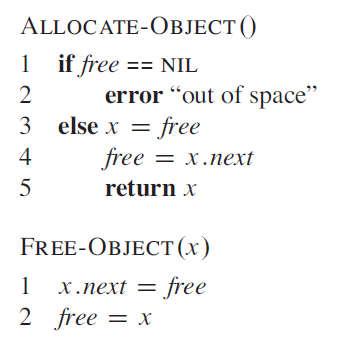 ALLOCATE-OBJECT()
1 if free == NIL
2 error “out of space”
3 else x = free
4 free = x.next
5 return x
FREE-OBJECT(x)
1 x.next = free
2 free = x